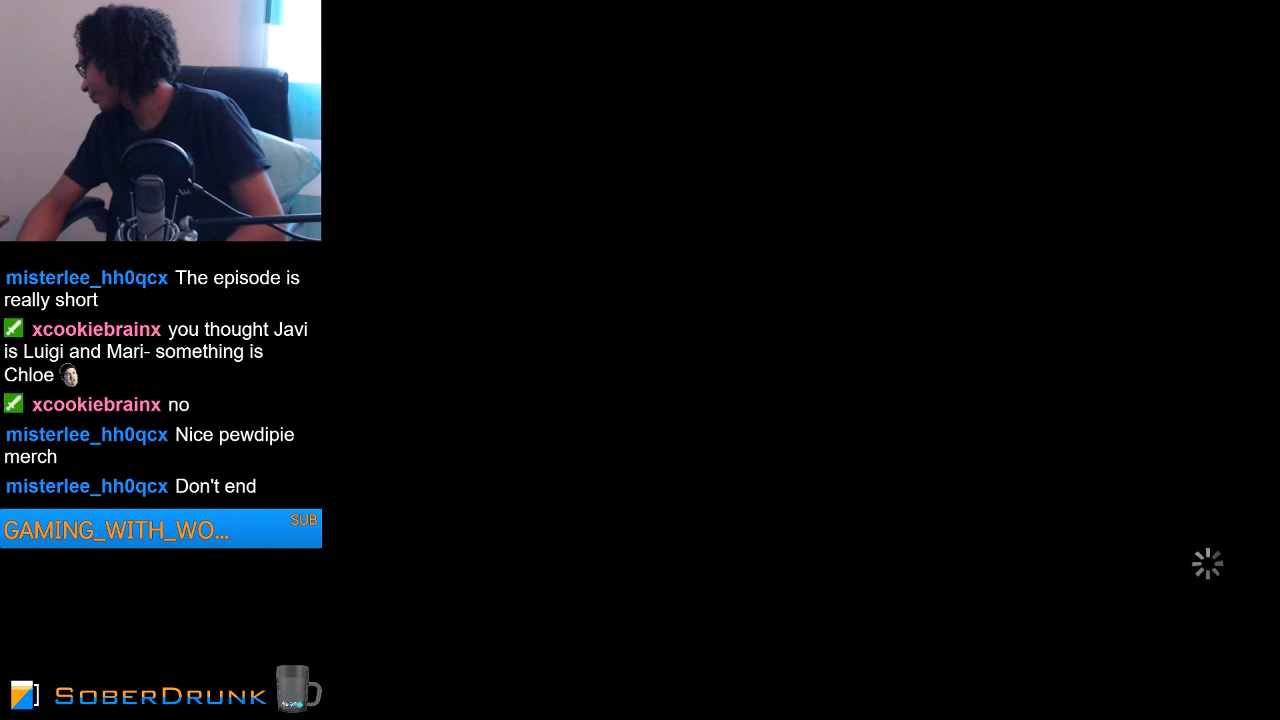 misterlee_hh0qcx The episode is
really short
xcookiebrainx you thought Javi
is Luigi and Mari- something is
Chloe
xcookiebrainx no
misterlee_hh0qcx Nice pewdipie
merch
misterlee_hh0qcx Don't end
GAMING_WITH_WO... SUB
SOBERDRUNK